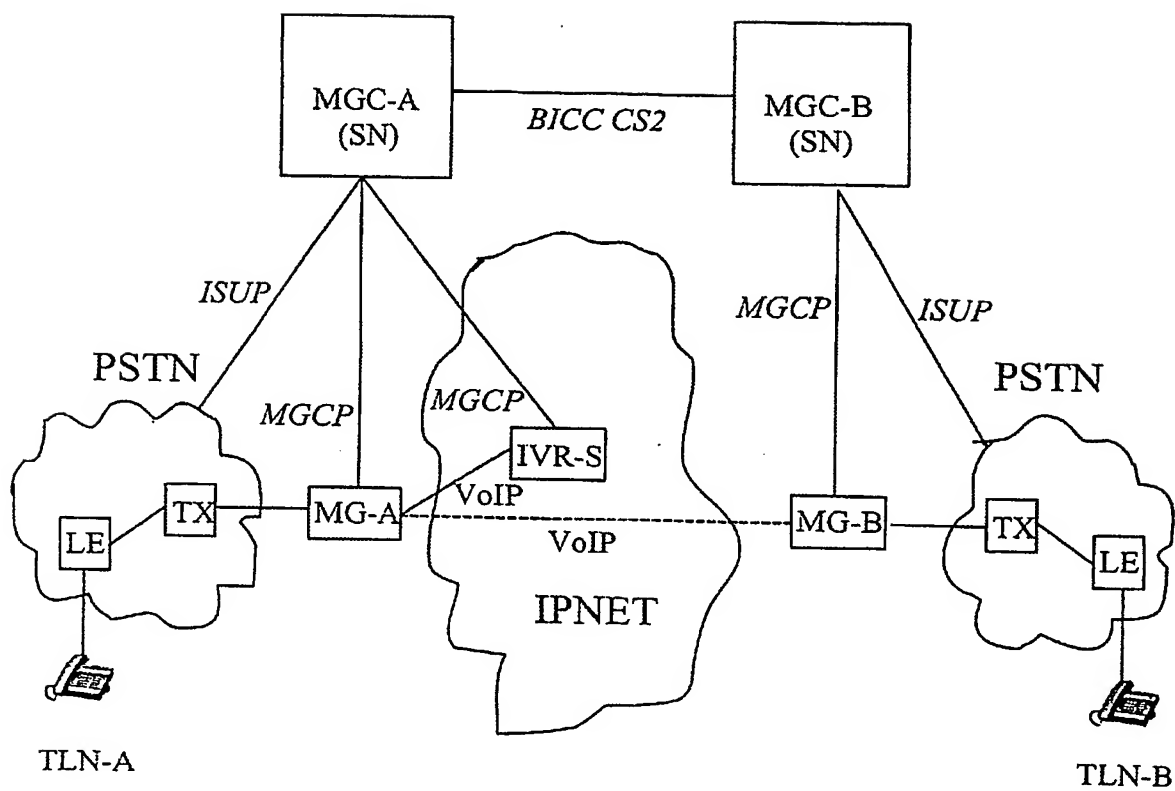 MGC-A
(SN)
BICC CS2
MGC-B
(SN)
ISUP
MGCP
ISUP
PSTN
PSTN
MGCP
MGCP
IVR-S
TX
MG-A
VoIP
MG-B
TX
LE
VoIP
LE
IPNET
TLN-A
TLN-B